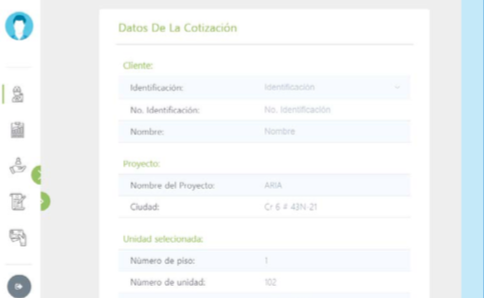 Datos De La Cotización
Cliente:
Identificación: Identificación
No. Identificación: No. Identificación
Nombre: Nombre
Proyecto:
Nombre del Proyecto: ARIA
Ciudad: Cr 6 # 43N-21
Unidad selecionada:
Número de piso: 1
Número de unidad: 102